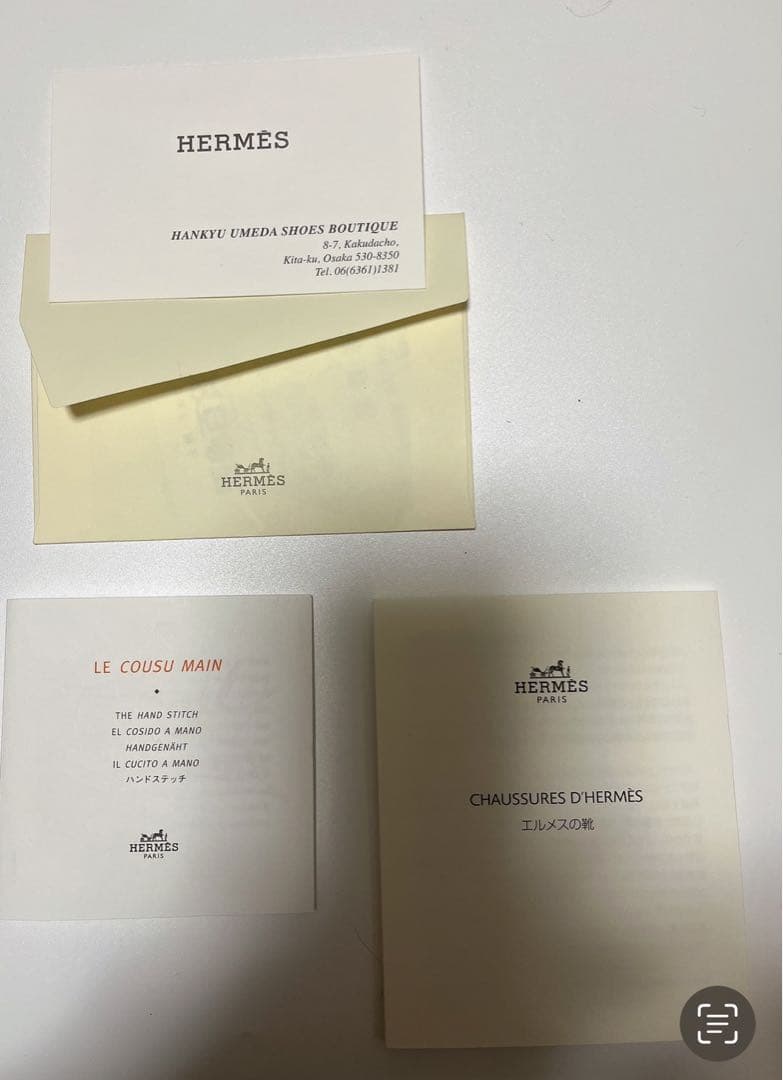 HERMÈS
HANKYU UMEDA SHOES BOUTIQUE
8-7, Kakudacho,
Kita-ku, Osaka 530-8350
Tel. 06(6361)1381
HERMÈS
PARIS
LE COUSU MAIN
THE HAND STITCH
EL COSIDO A MANO
HANDGENÄHT
IL CUCITO A MANO
ハンドステッチ
HERMÈS
PARIS
HERMÈS
PARIS
CHAUSSURES D'HERMÈS
エルメスの靴